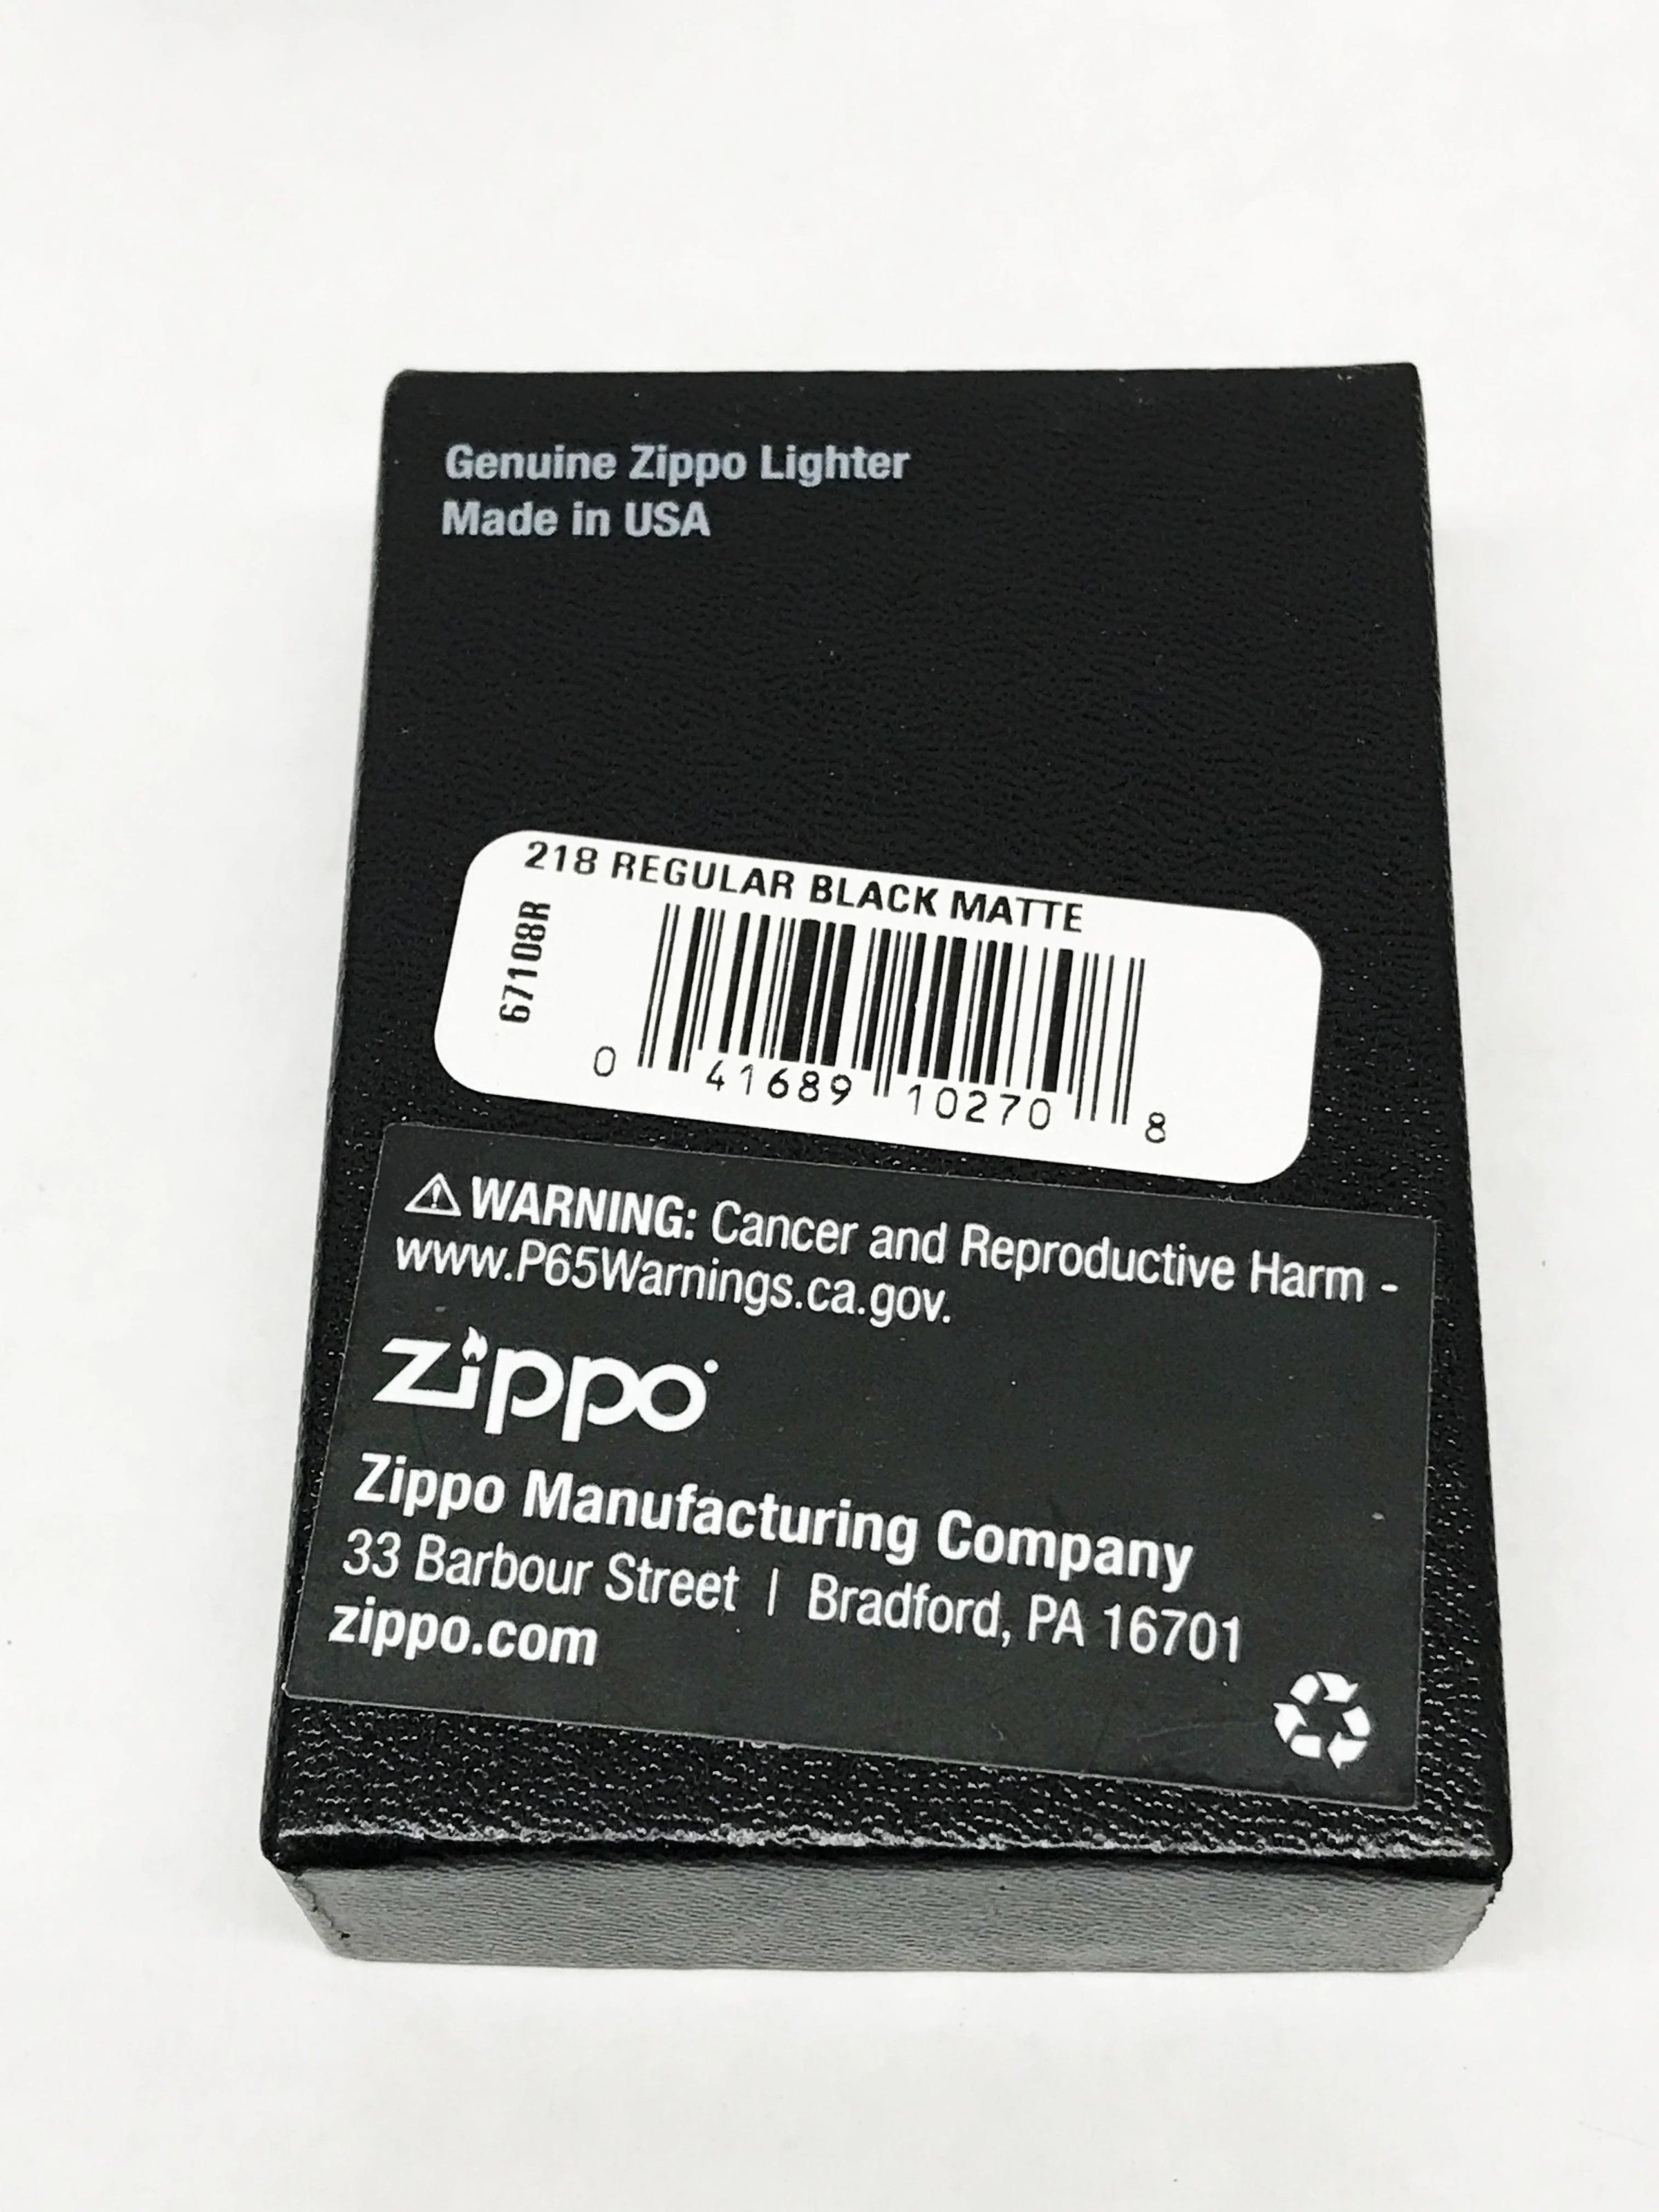 Genuine Zippo Lighter
Made in USA
218 REGULAR BLACK MATTE
67108R
0 41689 10270 8
⚠ WARNING: Cancer and Reproductive Harm -
www.P65Warnings.ca.gov.
zippo
Zippo Manufacturing Company
33 Barbour Street | Bradford, PA 16701
zippo.com